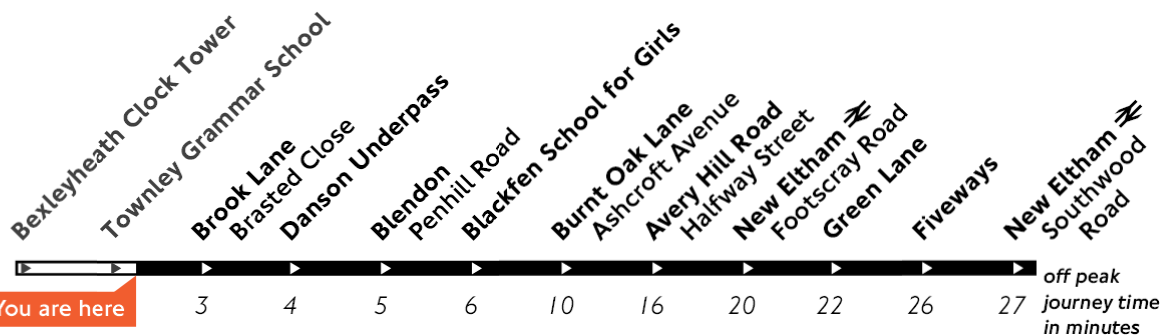 Bexleyheath Clock Tower
Townley Grammar School
Brook Lane
Brasted Close
Danson Underpass
Blendon
Penhill Road
Blackfen School for Girls
Burnt Oak Lane
Ashcroft Avenue
Avery Hill Road
Halfway Street
New Eltham
Footscray Road
Green Lane
Fiveways
New Eltham
Southwood
Road
You are here
3 4 5 6 10 16 20 22 26 27
off peak
journey time
in minutes